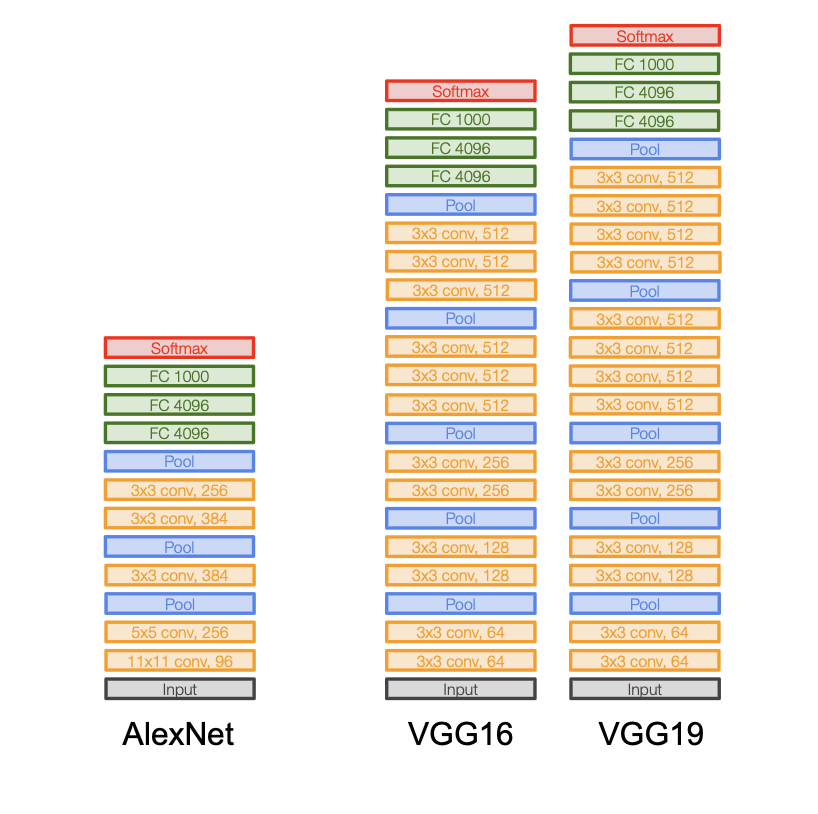 Softmax
FC 1000
FC 4096
FC 4096
Pool
3x3 conv, 256
3x3 conv, 384
Pool
3x3 conv, 384
Pool
5x5 conv, 256
11x11 conv, 96
Input
AlexNet
Softmax
FC 1000
FC 4096
FC 4096
Pool
3x3 conv, 512
3x3 conv, 512
3x3 conv, 512
Pool
3x3 conv, 512
3x3 conv, 512
3x3 conv, 512
Pool
3x3 conv, 256
3x3 conv, 256
Pool
3x3 conv, 128
3x3 conv, 128
Pool
3x3 conv, 64
3x3 conv, 64
Input
VGG16
Softmax
FC 1000
FC 4096
FC 4096
Pool
3x3 conv, 512
3x3 conv, 512
3x3 conv, 512
3x3 conv, 512
Pool
3x3 conv, 512
3x3 conv, 512
3x3 conv, 512
3x3 conv, 512
Pool
3x3 conv, 256
3x3 conv, 256
Pool
3x3 conv, 128
3x3 conv, 128
Pool
3x3 conv, 64
3x3 conv, 64
Input
VGG19